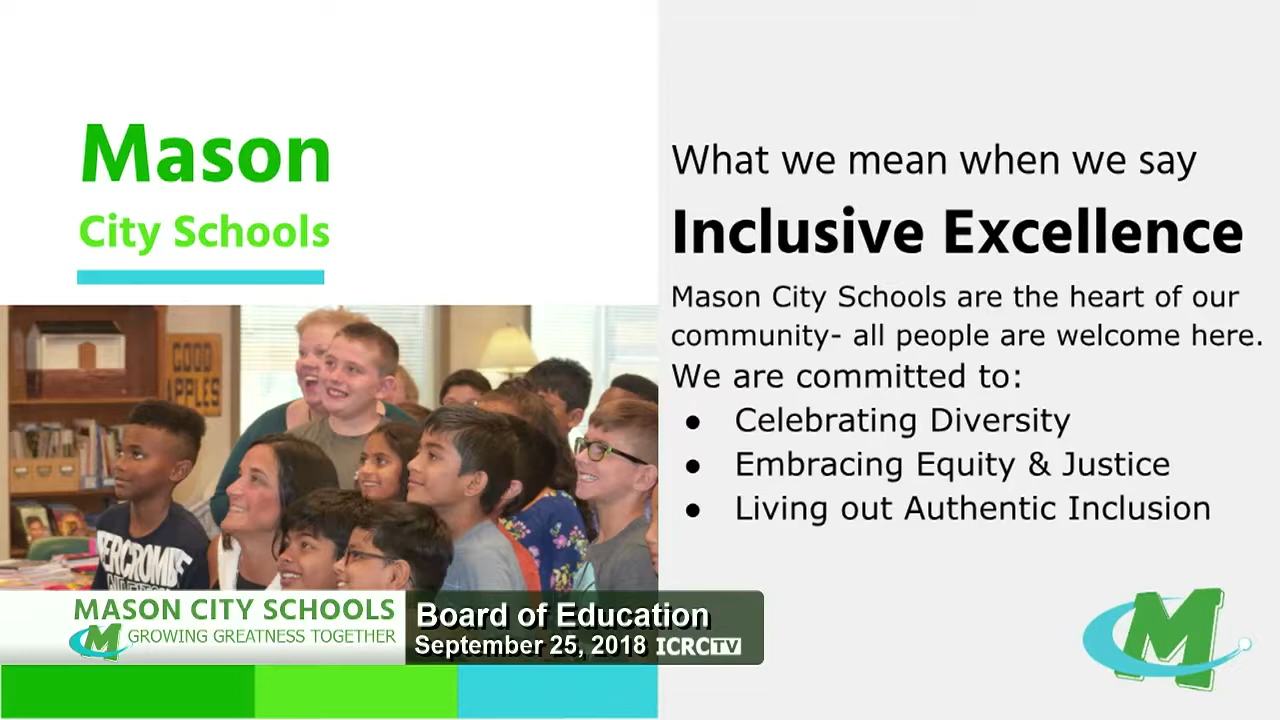 Mason
City Schools
What we mean when we say
Inclusive Excellence
Mason City Schools are the heart of our
community- all people are welcome here.
We are committed to:
● Celebrating Diversity
● Embracing Equity & Justice
● Living out Authentic Inclusion
GOOD
APPLES
ERCROMB
MASON CITY SCHOOLS
M GROWING GREATNESS TOGETHER
Board of Education
September 25, 2018 ICRCTV
M